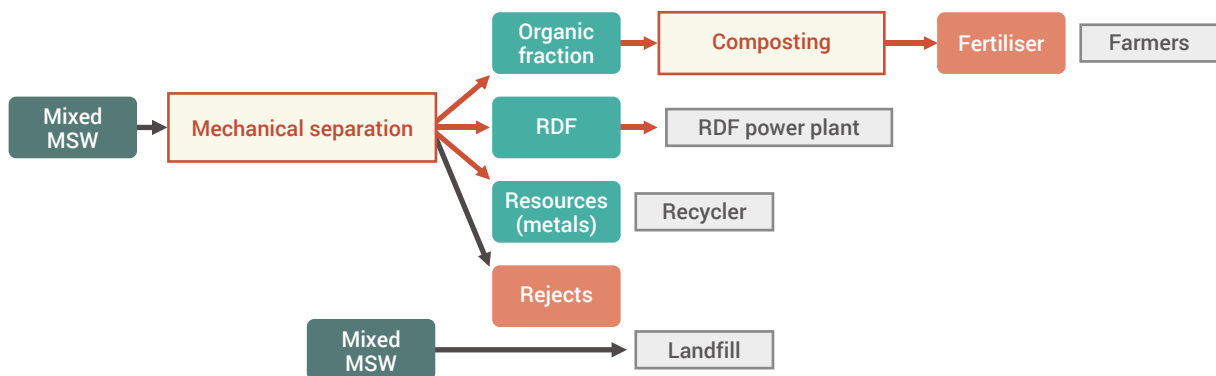 Mixed
MSW
Mechanical separation
Organic
fraction
Composting
Fertiliser
Farmers
RDF
RDF power plant
Resources
(metals)
Recycler
Rejects
Mixed
MSW
Landfill